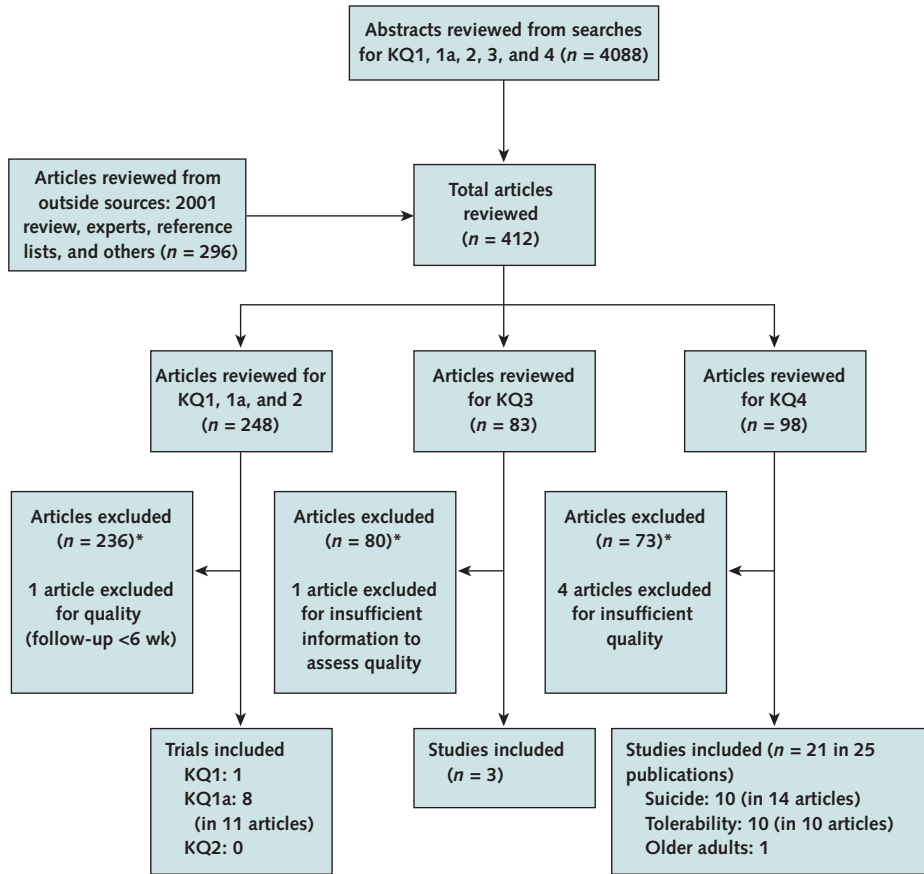 Abstracts reviewed from searches
for KQ1, 1a, 2, 3, and 4 (n = 4088)
Articles reviewed from
outside sources: 2001
review, experts, reference
lists, and others (n = 296)
Total articles
reviewed
(n = 412)
Articles reviewed for
KQ1, 1a, and 2
(n = 248)
Articles reviewed
for KQ3
(n = 83)
Articles reviewed
for KQ4
(n = 98)
Articles excluded
(n = 236)*
1 article excluded
for quality
(follow-up <6 wk)
Articles excluded
(n = 80)*
1 article excluded
for insufficient
information to
assess quality
Articles excluded
(n = 73)*
4 articles excluded
for insufficient
quality
Trials included
KQ1: 1
KQ1a: 8
(in 11 articles)
KQ2: 0
Studies included
(n = 3)
Studies included (n = 21 in 25
publications)
Suicide: 10 (in 14 articles)
Tolerability: 10 (in 10 articles)
Older adults: 1